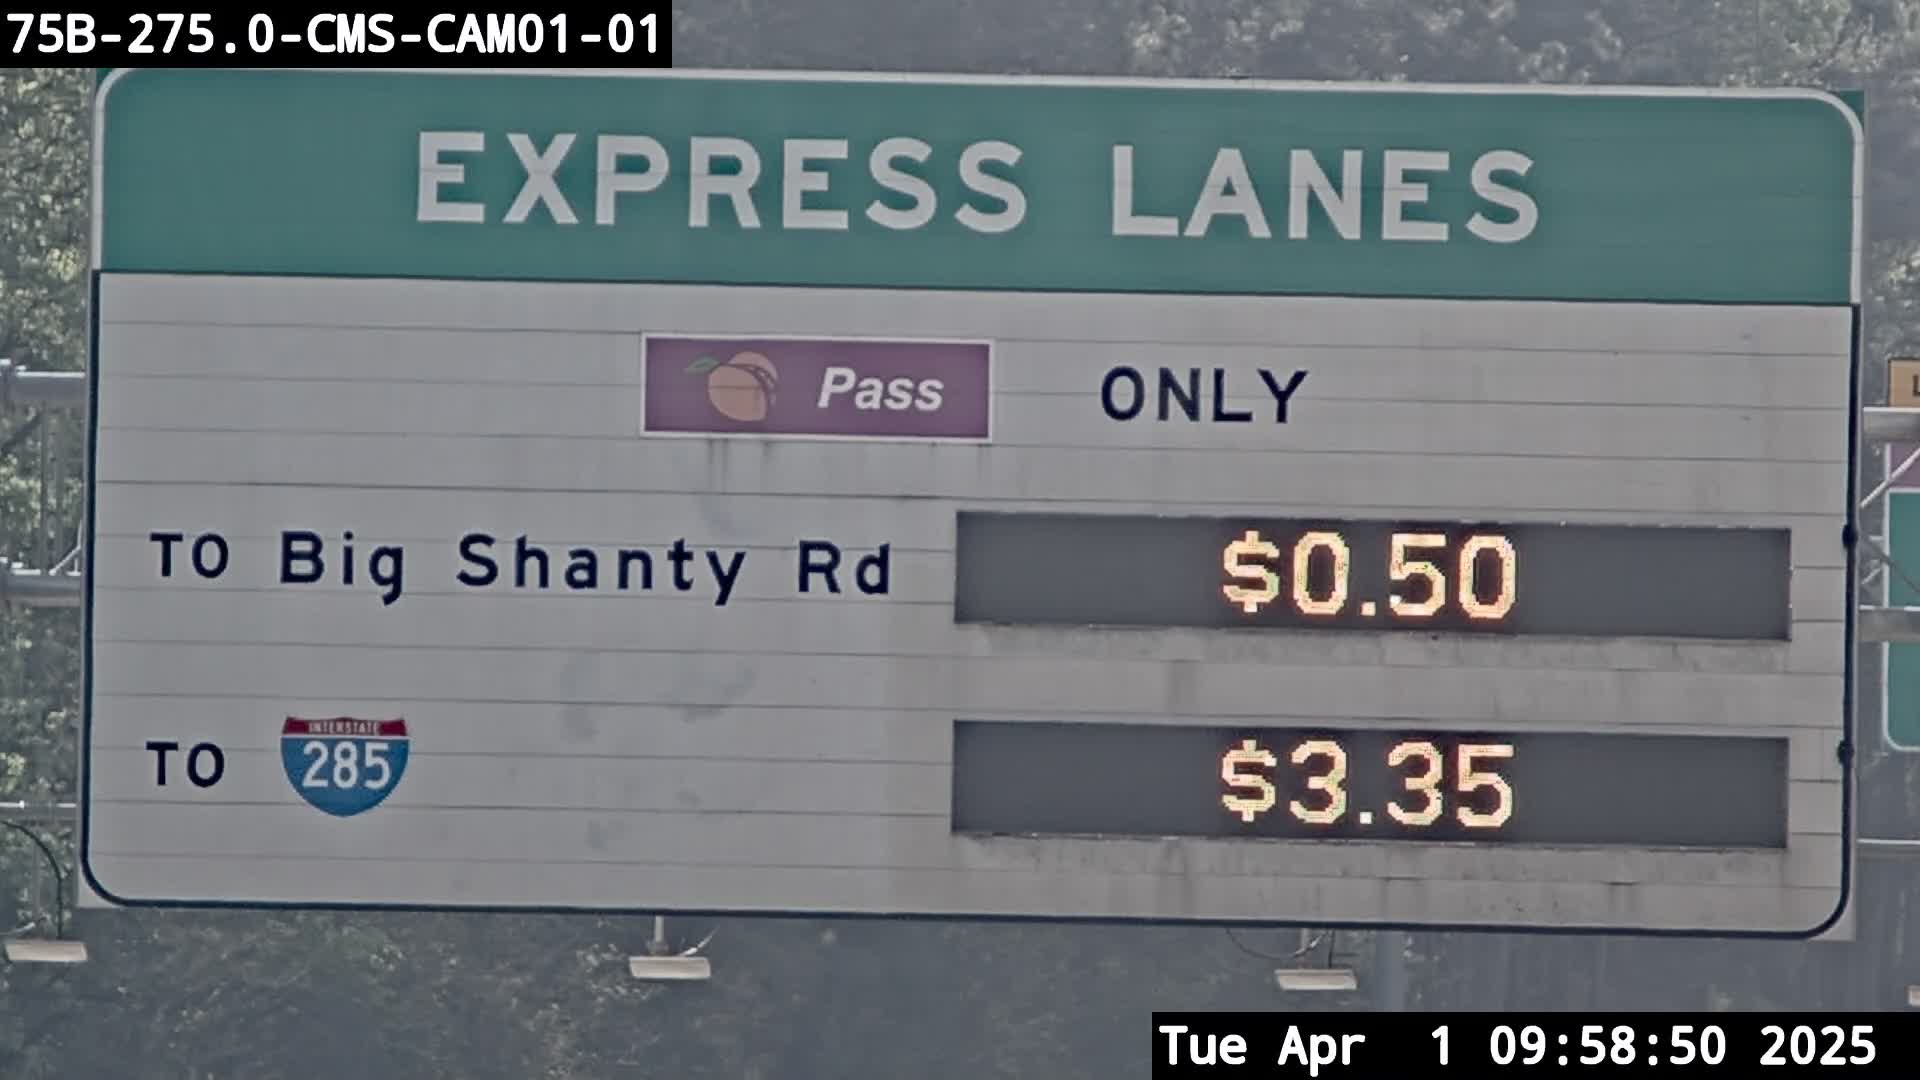 75B-275.0-CMS-CAM01-01
EXPRESS LANES
Pass ONLY
TO Big Shanty Rd $0.50
INTERSTATE
TO 285 $3.35
Tue Apr 1 09:58:50 2025